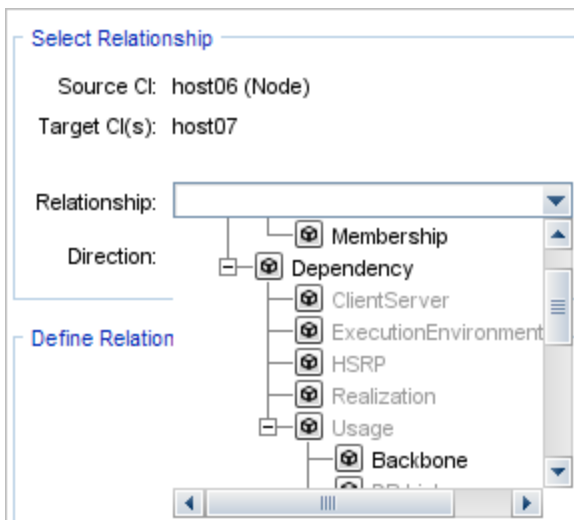 Select Relationship
Source CI: host06 (Node)
Target CI(s): host07
Relationship:
Membership
Direction:
Dependency
ClientServer
ExecutionEnvironment
Define Relation
HSRP
Realization
Usage
Backbone